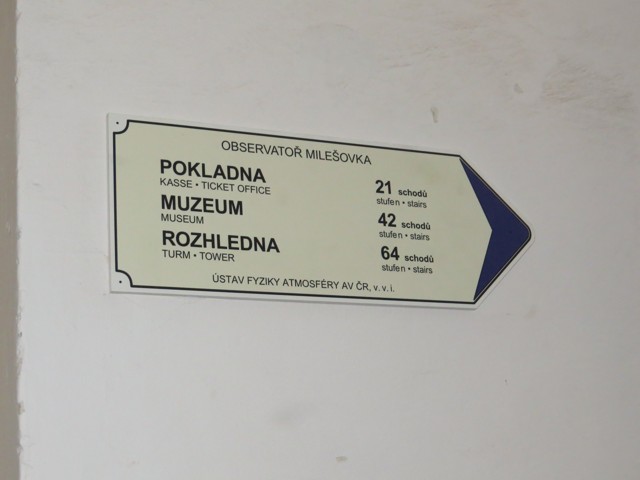 OBSERVATOŘ MILEŠOVKA
POKLADNA 21 schodů
KASSE • TICKET OFFICE stufen • stairs
MUZEUM 42 schodů
MUSEUM stufen • stairs
ROZHLEDNA 64 schodů
TURM • TOWER stufen • stairs
ÚSTAV FYZIKY ATMOSFÉRY AV ČR, v. v. i.